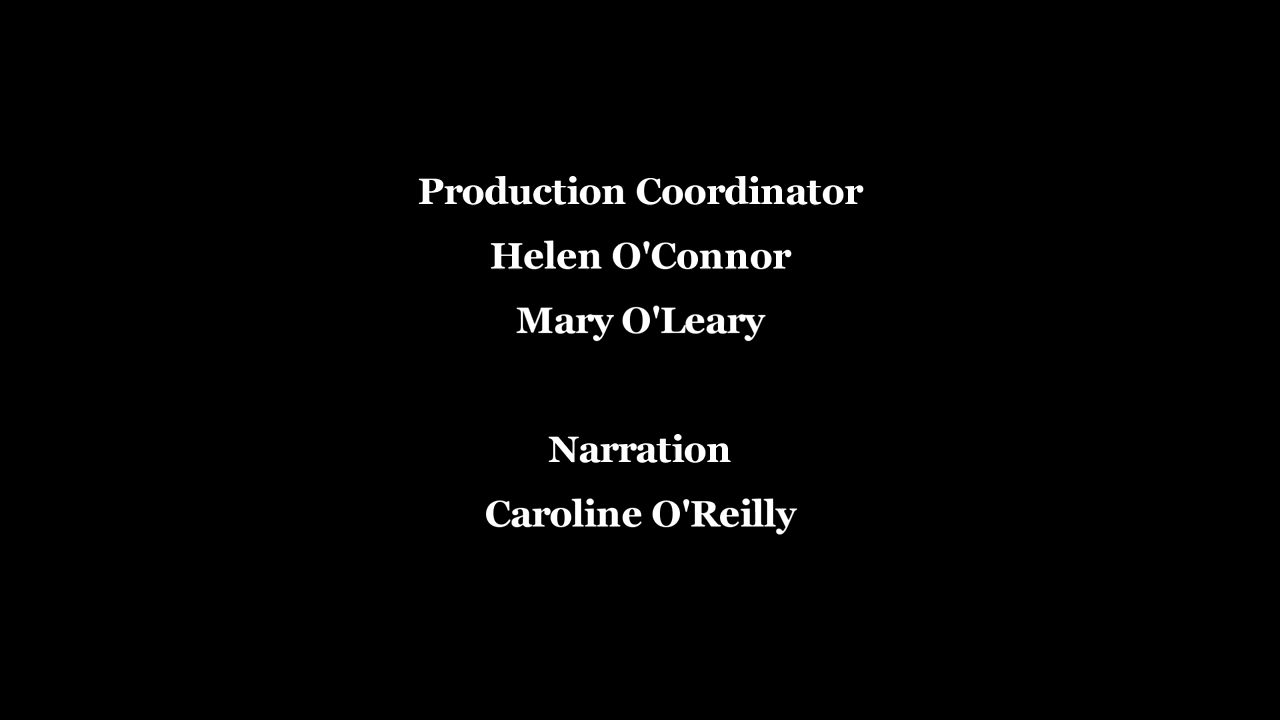 Production Coordinator
Helen O'Connor
Mary O'Leary
Narration
Caroline O'Reilly